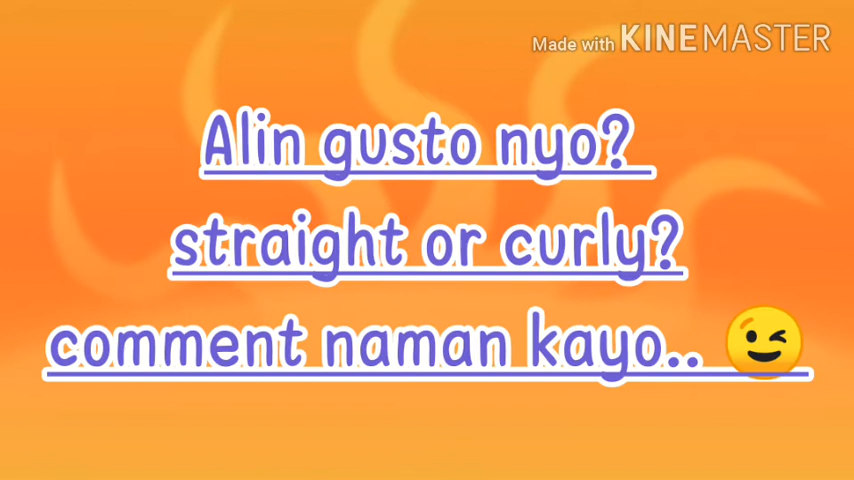 Made with KINEMASTER
Alin gusto nyo?
straight or curly?
comment naman kayo.. 😉